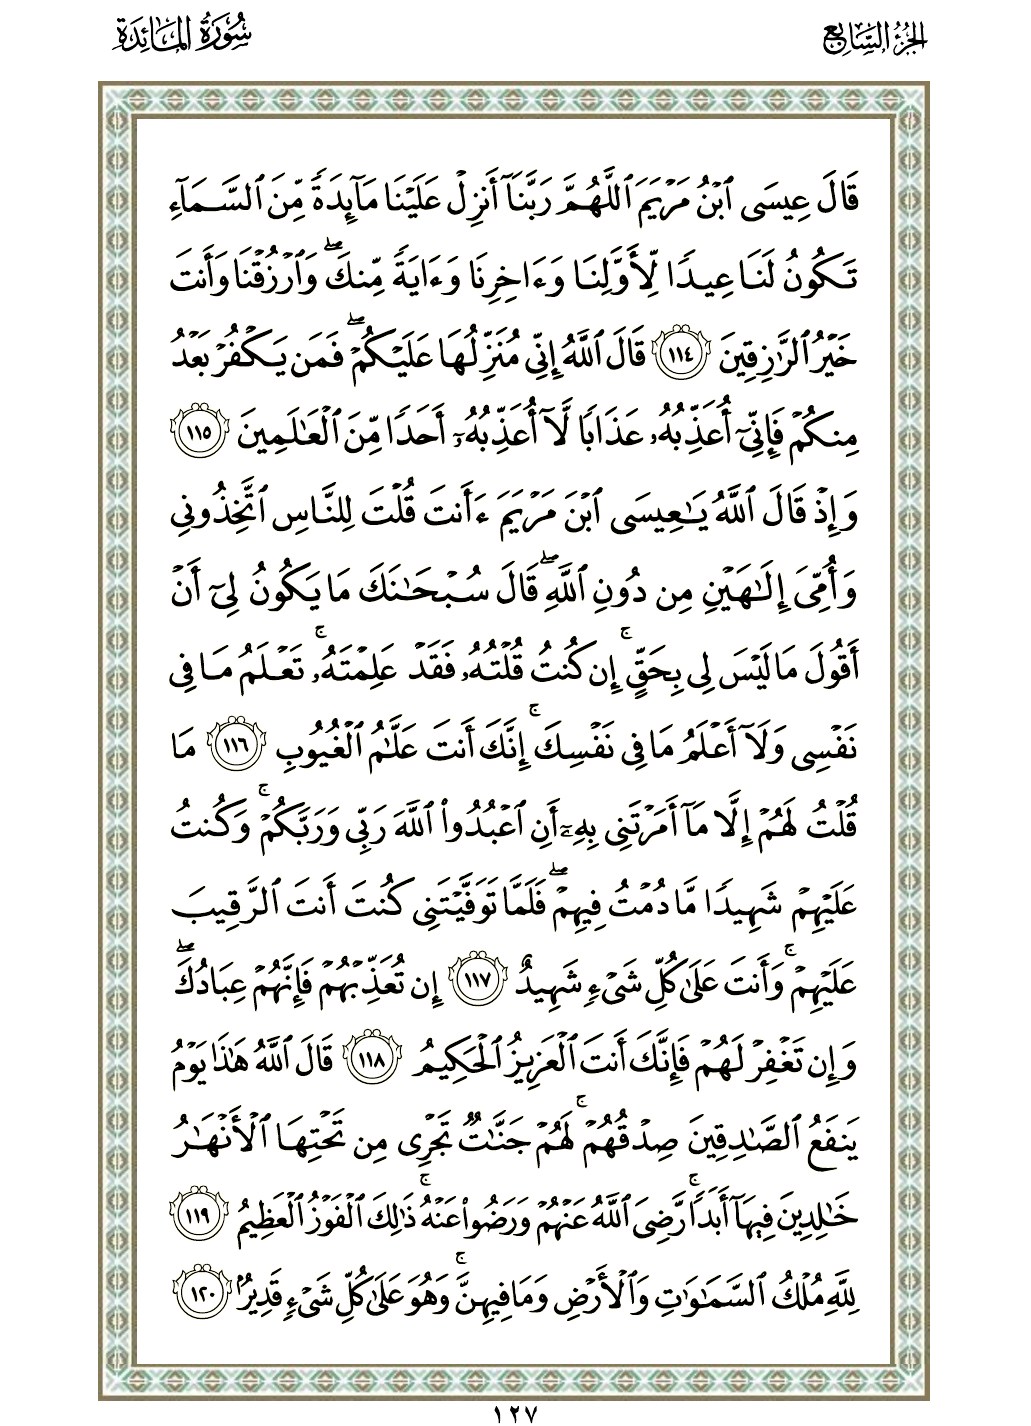 الجزء السابع
سورة المائدة
قَالَ عِيسَى ٱبْنُ مَرْيَمَ ٱللَّهُمَّ رَبَّنَآ أَنزِلْ عَلَيْنَا مَآئِدَةً مِّنَ ٱلسَّمَآءِ
تَكُونُ لَنَا عِيدًا لِّأَوَّلِنَا وَءَاخِرِنَا وَءَايَةً مِّنكَ ۖ وَٱرْزُقْنَا وَأَنتَ
خَيْرُ ٱلرَّٰزِقِينَ ١١٤ قَالَ ٱللَّهُ إِنِّى مُنَزِّلُهَا عَلَيْكُمْ ۖ فَمَن يَكْفُرْ بَعْدُ
مِنكُمْ فَإِنِّىٓ أُعَذِّبُهُۥ عَذَابًا لَّآ أُعَذِّبُهُۥٓ أَحَدًا مِّنَ ٱلْعَٰلَمِينَ ١١٥
وَإِذْ قَالَ ٱللَّهُ يَٰعِيسَى ٱبْنَ مَرْيَمَ ءَأَنتَ قُلْتَ لِلنَّاسِ ٱتَّخِذُونِى
وَأُمِّىَ إِلَٰهَيْنِ مِن دُونِ ٱللَّهِ ۖ قَالَ سُبْحَٰنَكَ مَا يَكُونُ لِىٓ أَنْ
أَقُولَ مَا لَيْسَ لِى بِحَقٍّ ۚ إِن كُنتُ قُلْتُهُۥ فَقَدْ عَلِمْتَهُۥ ۚ تَعْلَمُ مَا فِى
نَفْسِى وَلَآ أَعْلَمُ مَا فِى نَفْسِكَ ۚ إِنَّكَ أَنتَ عَلَّٰمُ ٱلْغُيُوبِ ١١٦ مَا
قُلْتُ لَهُمْ إِلَّا مَآ أَمَرْتَنِى بِهِۦٓ أَنِ ٱعْبُدُوا۟ ٱللَّهَ رَبِّى وَرَبَّكُمْ ۚ وَكُنتُ
عَلَيْهِمْ شَهِيدًا مَّا دُمْتُ فِيهِمْ ۖ فَلَمَّا تَوَفَّيْتَنِى كُنتَ أَنتَ ٱلرَّقِيبَ
عَلَيْهِمْ ۚ وَأَنتَ عَلَىٰ كُلِّ شَىْءٍ شَهِيدٌ ١١٧ إِن تُعَذِّبْهُمْ فَإِنَّهُمْ عِبَادُكَ ۖ
وَإِن تَغْفِرْ لَهُمْ فَإِنَّكَ أَنتَ ٱلْعَزِيزُ ٱلْحَكِيمُ ١١٨ قَالَ ٱللَّهُ هَٰذَا يَوْمُ
يَنفَعُ ٱلصَّٰدِقِينَ صِدْقُهُمْ ۚ لَهُمْ جَنَّٰتٌ تَجْرِى مِن تَحْتِهَا ٱلْأَنْهَٰرُ
خَٰلِدِينَ فِيهَآ أَبَدًا ۚ رَّضِىَ ٱللَّهُ عَنْهُمْ وَرَضُوا۟ عَنْهُ ۚ ذَٰلِكَ ٱلْفَوْزُ ٱلْعَظِيمُ ١١٩
لِلَّهِ مُلْكُ ٱلسَّمَٰوَٰتِ وَٱلْأَرْضِ وَمَا فِيهِنَّ ۚ وَهُوَ عَلَىٰ كُلِّ شَىْءٍ قَدِيرٌۢ ١٢٠
١٢٧